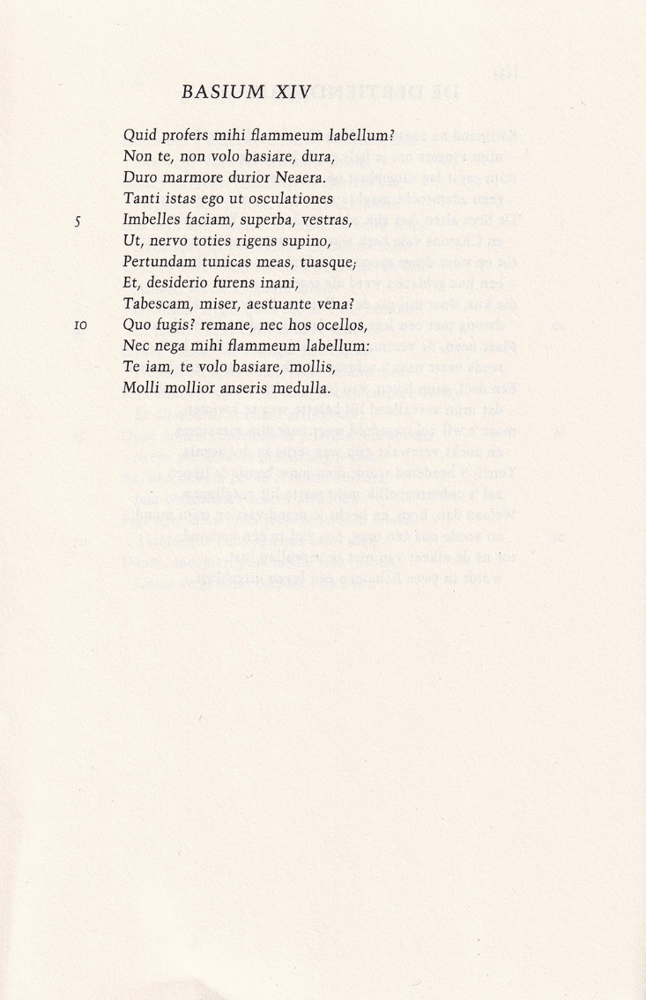 BASIUM XIV
Quid profers mihi flammeum labellum?
Non te, non volo basiare, dura,
Duro marmore durior Neaera.
Tanti istas ego ut osculationes
5 Imbelles faciam, superba, vestras,
Ut, nervo toties rigens supino,
Pertundam tunicas meas, tuasque;
Et, desiderio furens inani,
Tabescam, miser, aestuante vena?
10 Quo fugis? remane, nec hos ocellos,
Nec nega mihi flammeum labellum:
Te iam, te volo basiare, mollis,
Molli mollior anseris medulla.